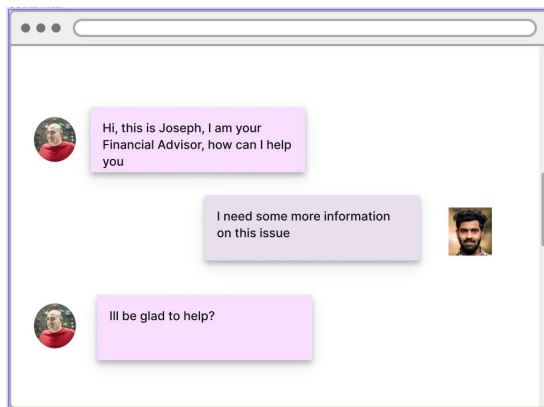 Hi, this is Joseph, I am your
Financial Advisor, how can I help
you
I need some more information
on this issue
Ill be glad to help?